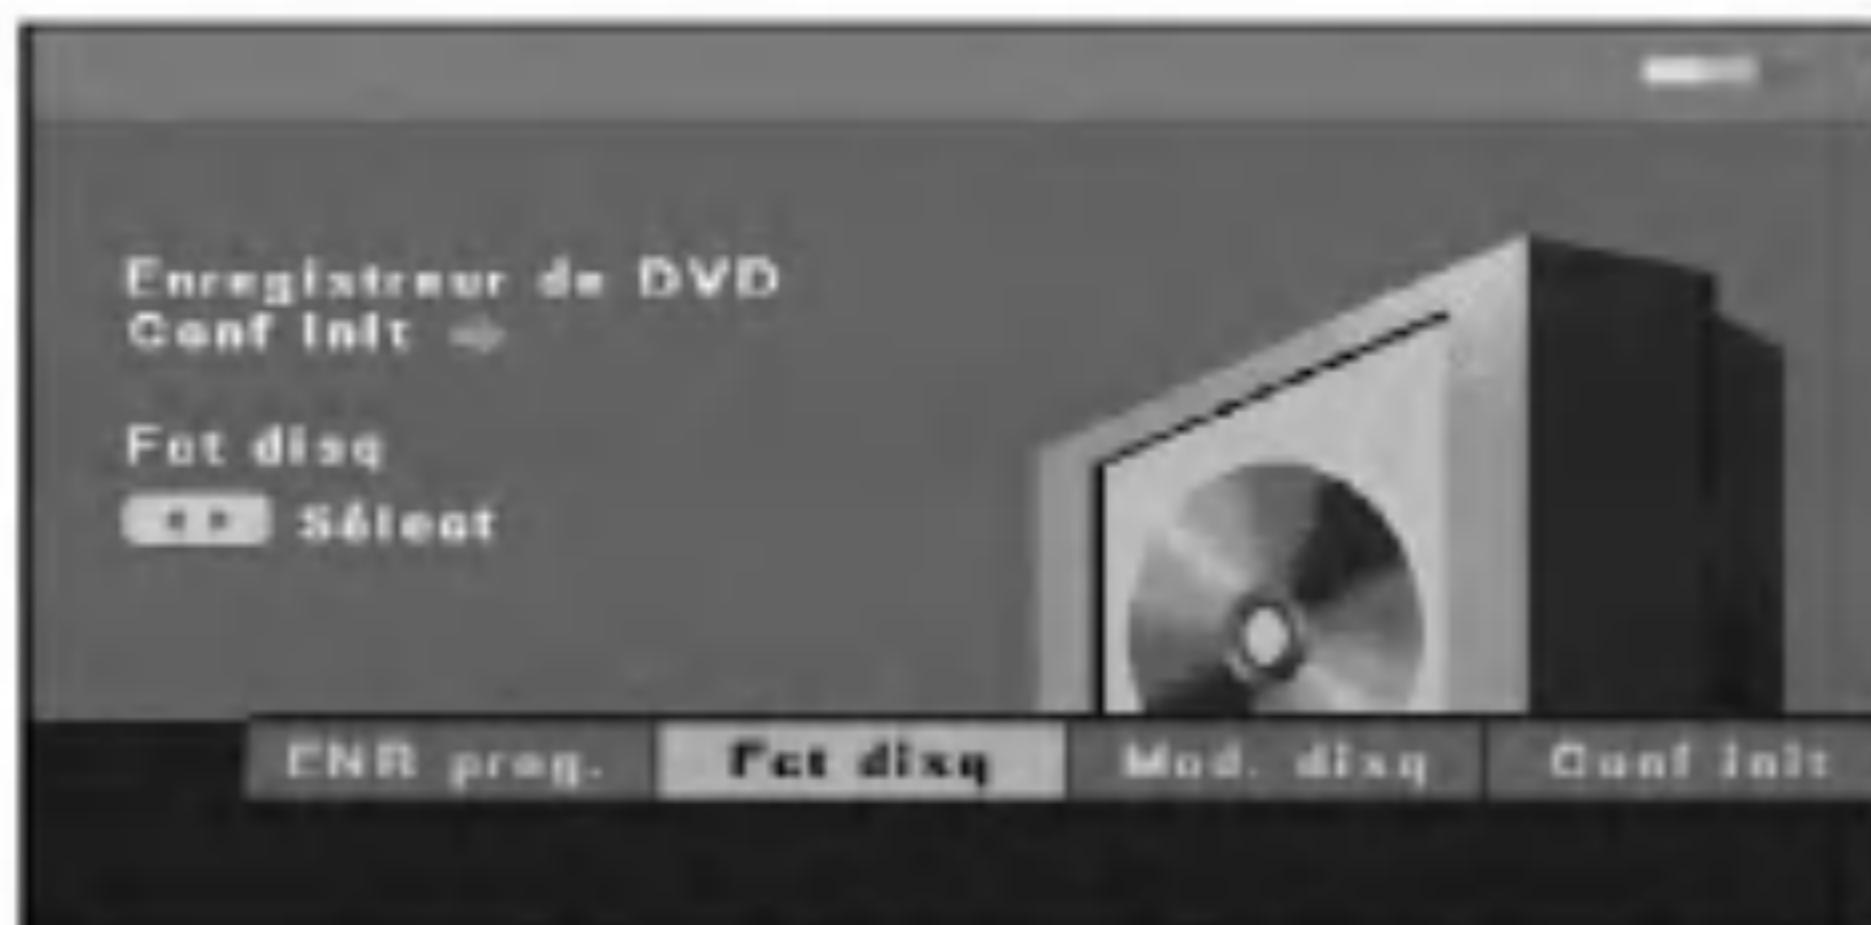 Enregistreur de DVD
Conf init ➔
Fct disq
Sélect
ENR prog.
Fct disq
Mod. disq
Conf init